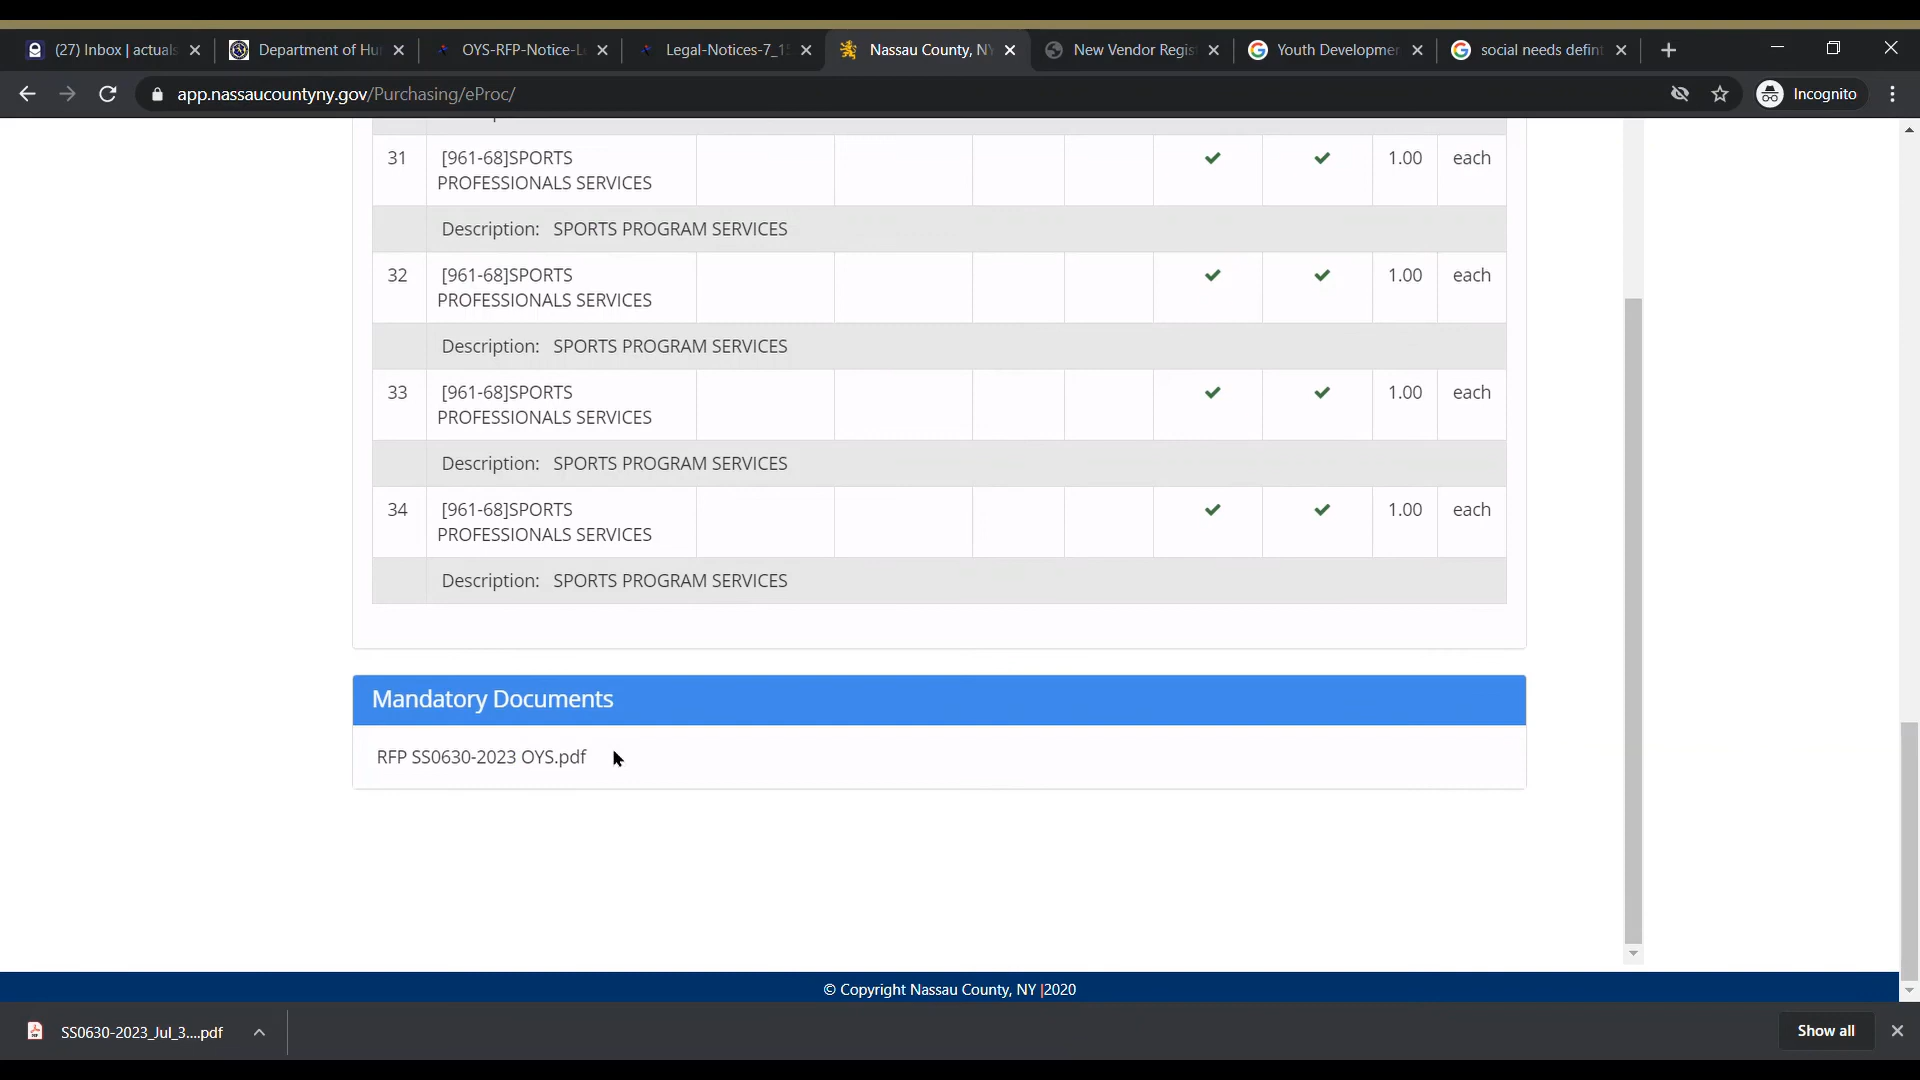 (27) Inbox | actuals
Department of Hu
OYS-RFP-Notice-L
Legal-Notices-7_1
Nassau County, NY
New Vendor Regis
Youth Developmen
social needs defint
app.nassaucountyny.gov/Purchasing/eProc/
Incognito
31 [961-68]SPORTS 1.00 each
PROFESSIONALS SERVICES
Description: SPORTS PROGRAM SERVICES
32 [961-68]SPORTS 1.00 each
PROFESSIONALS SERVICES
Description: SPORTS PROGRAM SERVICES
33 [961-68]SPORTS 1.00 each
PROFESSIONALS SERVICES
Description: SPORTS PROGRAM SERVICES
34 [961-68]SPORTS 1.00 each
PROFESSIONALS SERVICES
Description: SPORTS PROGRAM SERVICES
Mandatory Documents
RFP SS0630-2023 OYS.pdf
© Copyright Nassau County, NY |2020
SS0630-2023_Jul_3....pdf
Show all